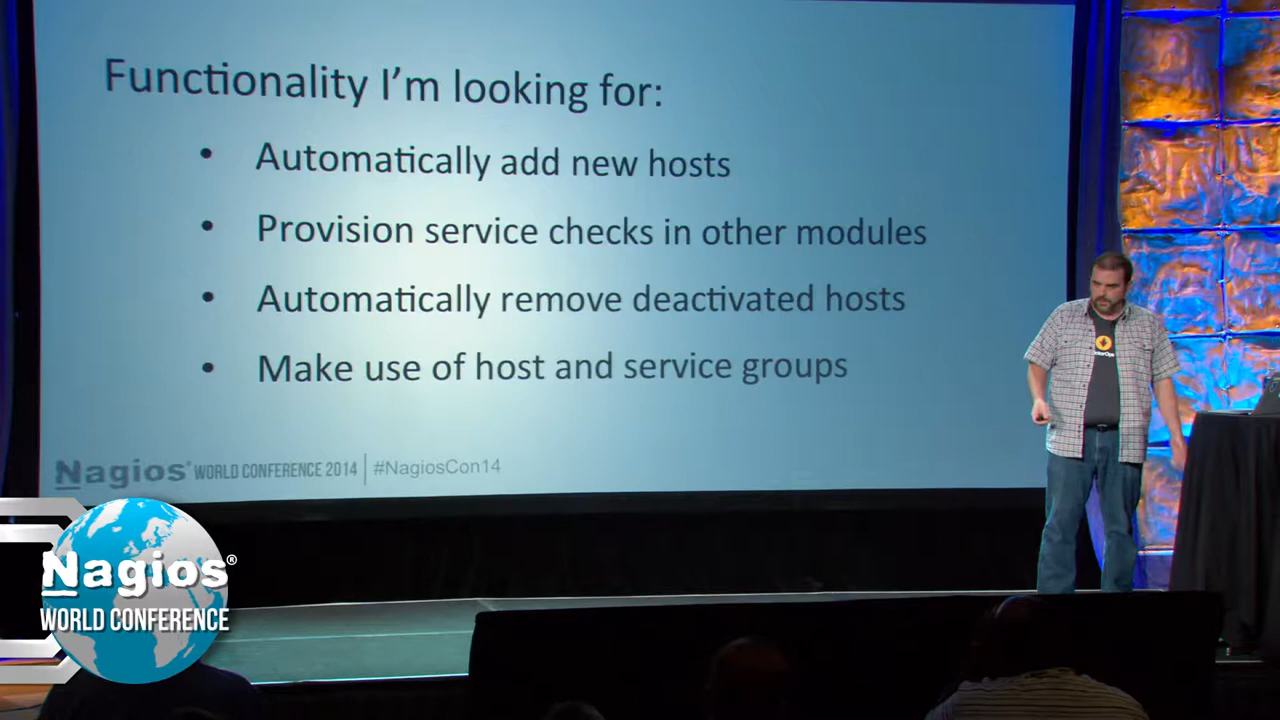 Functionality I'm looking for:
• Automatically add new hosts
• Provision service checks in other modules
• Automatically remove deactivated hosts
• Make use of host and service groups
Nagios® WORLD CONFERENCE 2014 | #NagiosCon14
Nagios®
WORLD CONFERENCE